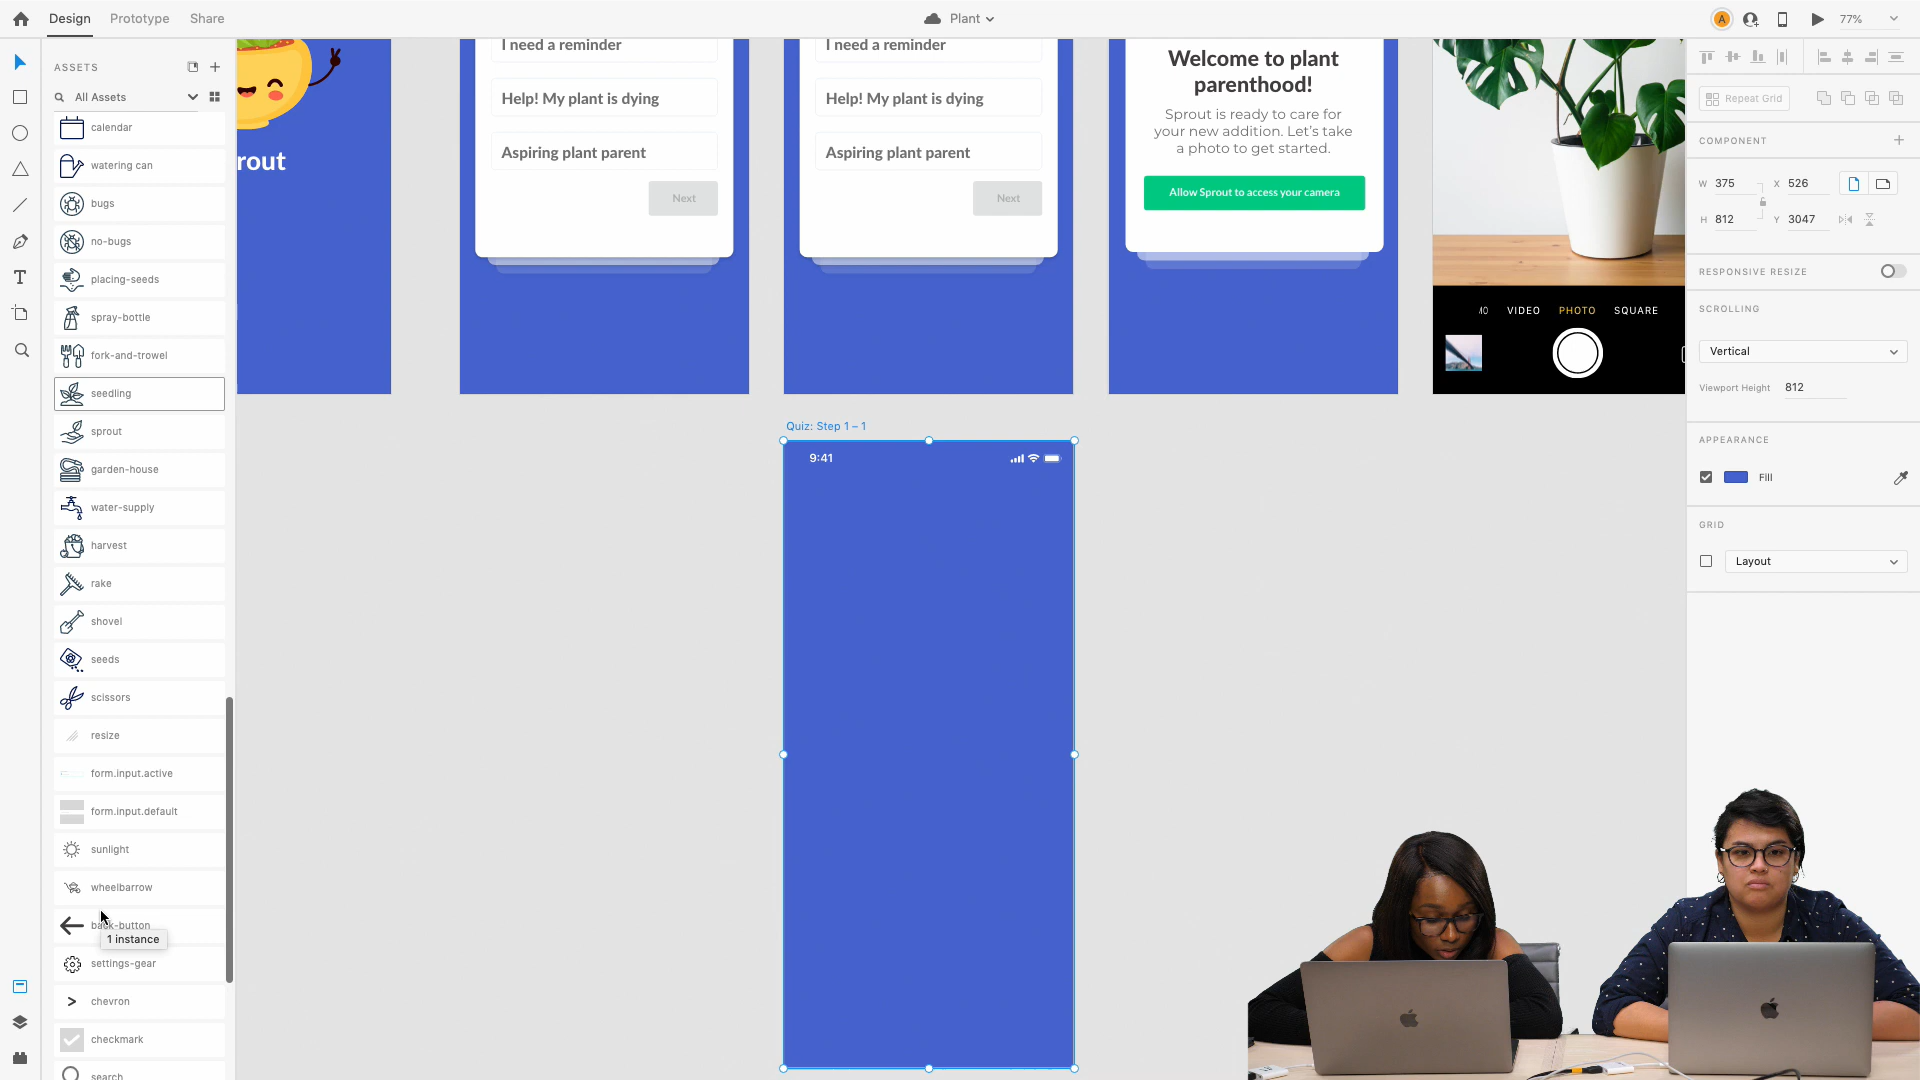 Design Prototype Share
Plant
A
77%
ASSETS
All Assets
calendar
watering can
bugs
no-bugs
placing-seeds
spray-bottle
fork-and-trowel
seedling
sprout
garden-house
water-supply
harvest
rake
shovel
seeds
scissors
resize
form.input.active
form.input.default
sunlight
wheelbarrow
back-button
1 instance
settings-gear
chevron
checkmark
search
rout
I need a reminder
Help! My plant is dying
Aspiring plant parent
Next
I need a reminder
Help! My plant is dying
Aspiring plant parent
Next
Welcome to plant
parenthood!
Sprout is ready to care for
your new addition. Let's take
a photo to get started.
Allow Sprout to access your camera
VIDEO PHOTO SQUARE
Quiz: Step 1 – 1
9:41
Repeat Grid
COMPONENT
W 375 X 526
H 812 Y 3047
RESPONSIVE RESIZE
SCROLLING
Vertical
Viewport Height 812
APPEARANCE
Fill
GRID
Layout